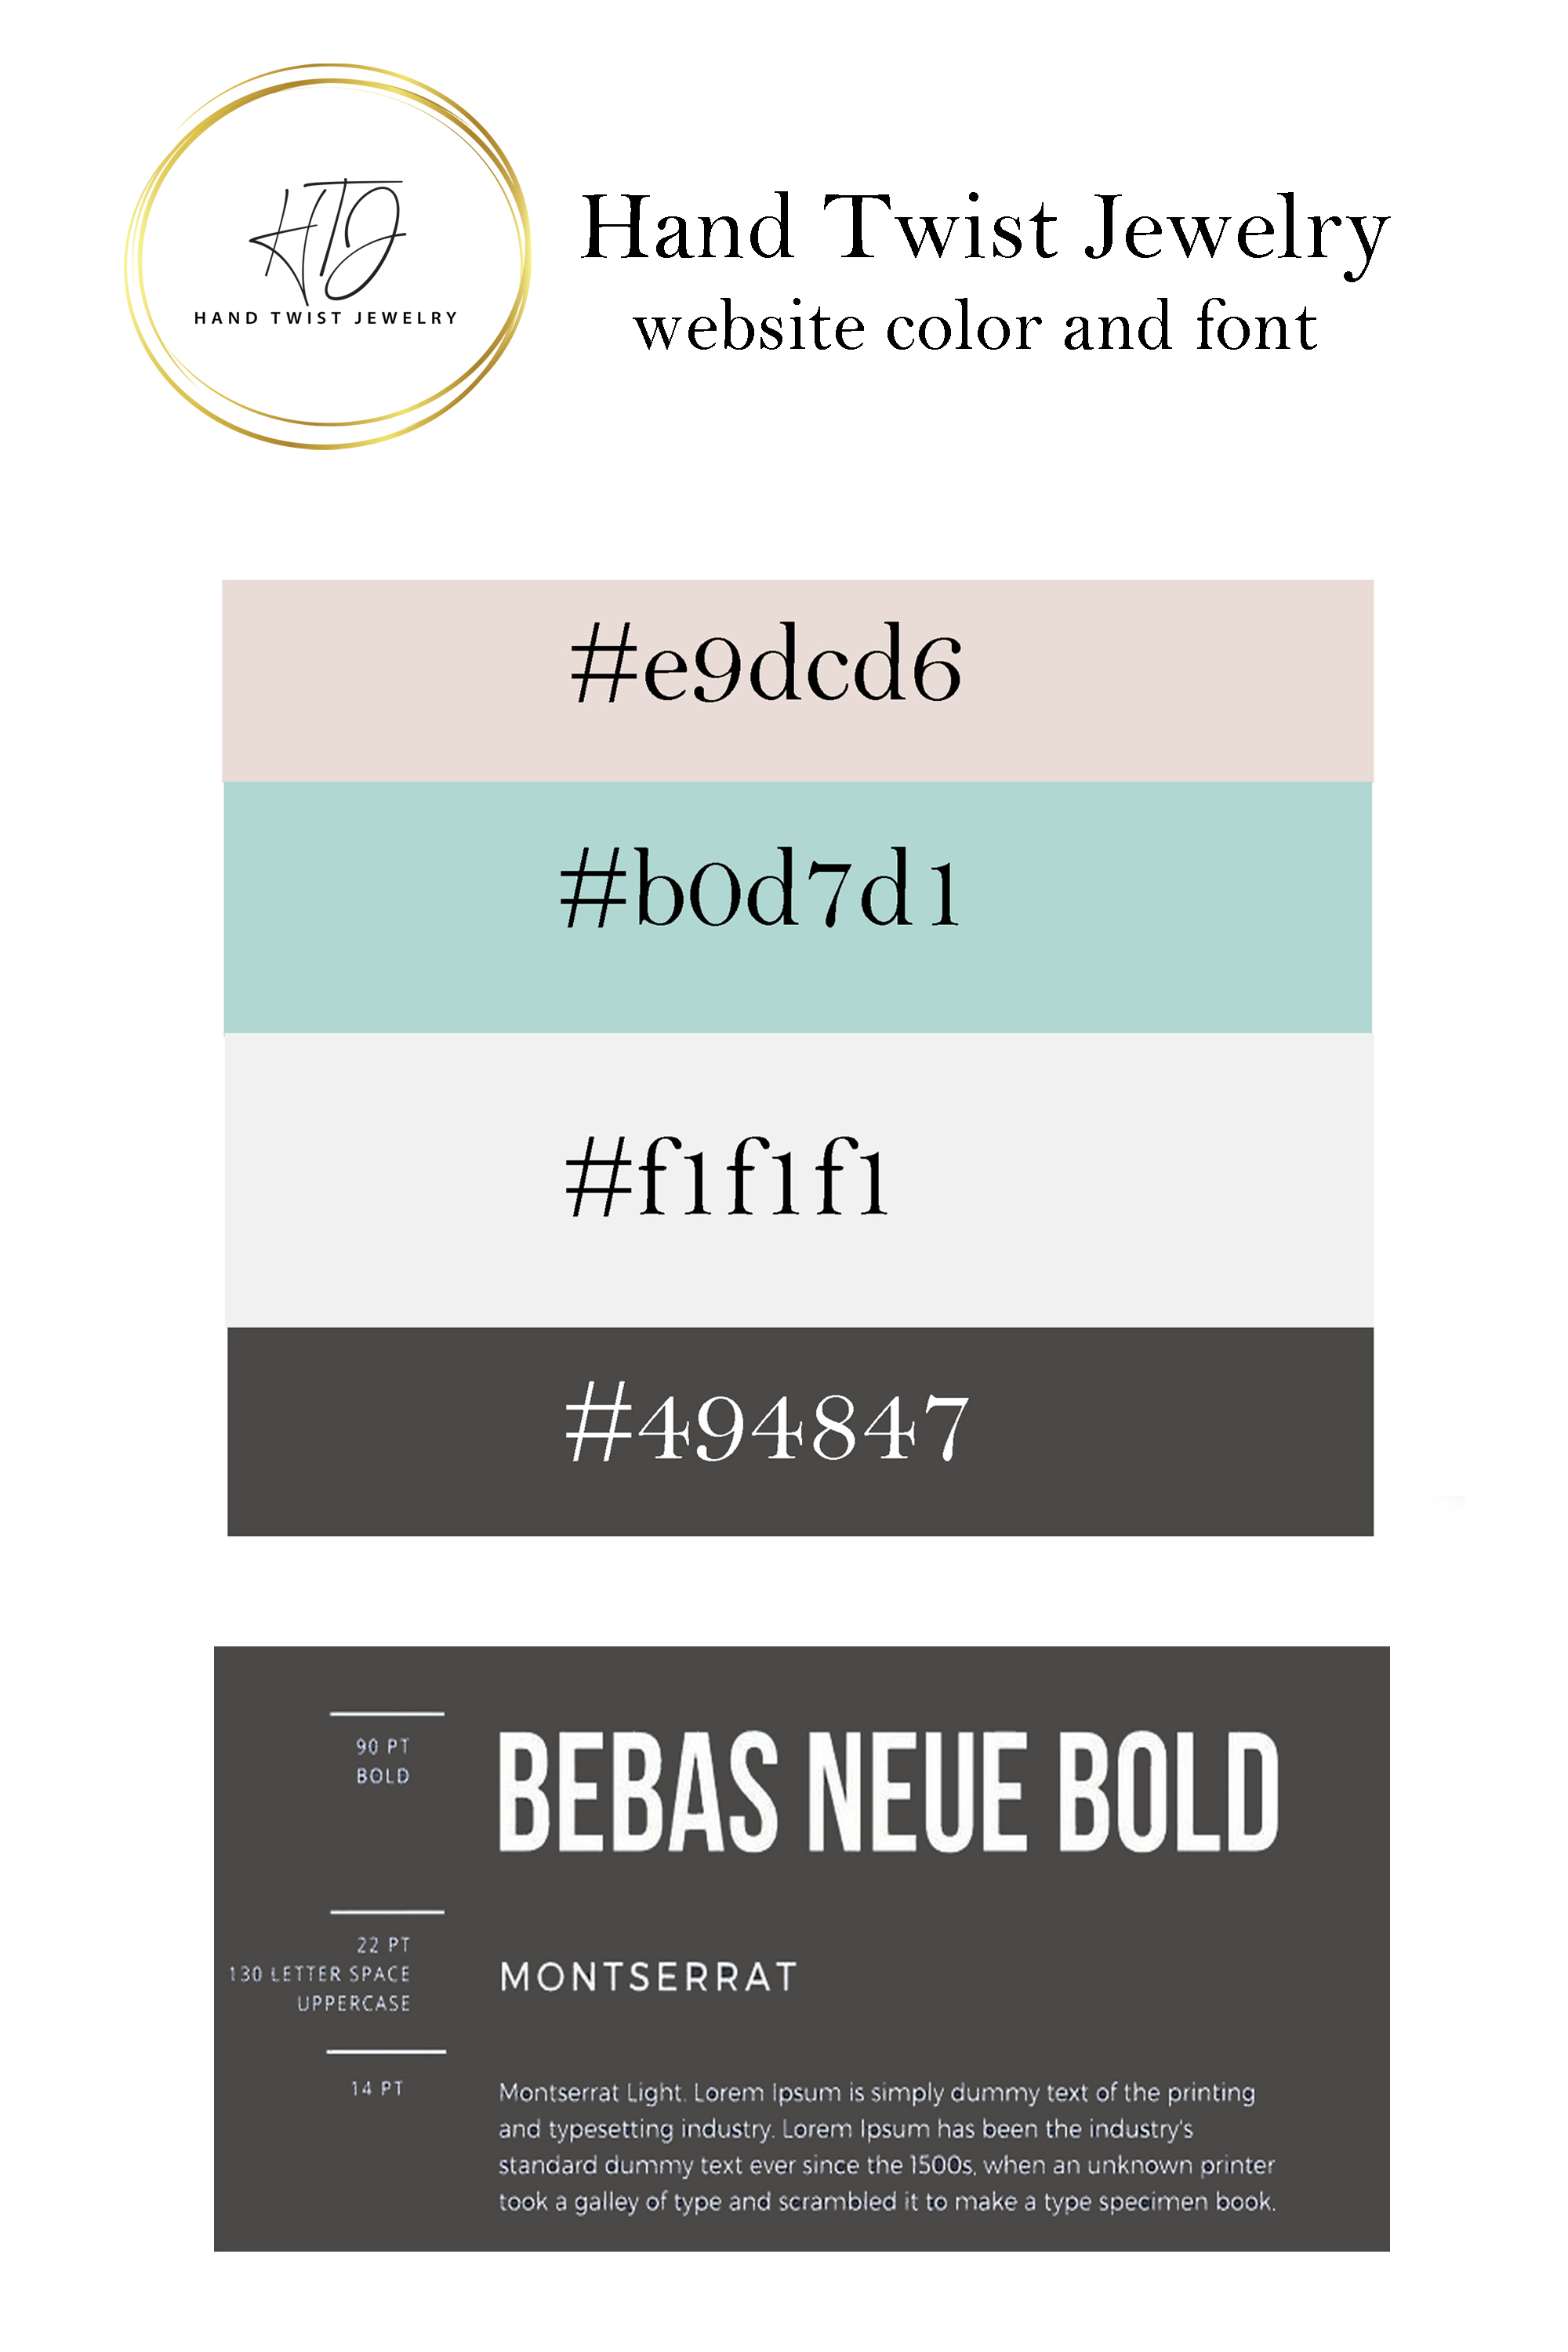 HTJ
HAND TWIST JEWELRY
Hand Twist Jewelry
website color and font
#e9dcd6
#b0d7d1
#f1f1f1
#494847
90 PT
BOLD
BEBAS NEUE BOLD
22 PT
130 LETTER SPACE
UPPERCASE
MONTSERRAT
14 PT
Montserrat Light. Lorem Ipsum is simply dummy text of the printing
and typesetting industry. Lorem Ipsum has been the industry's
standard dummy text ever since the 1500s, when an unknown printer
took a galley of type and scrambled it to make a type specimen book.